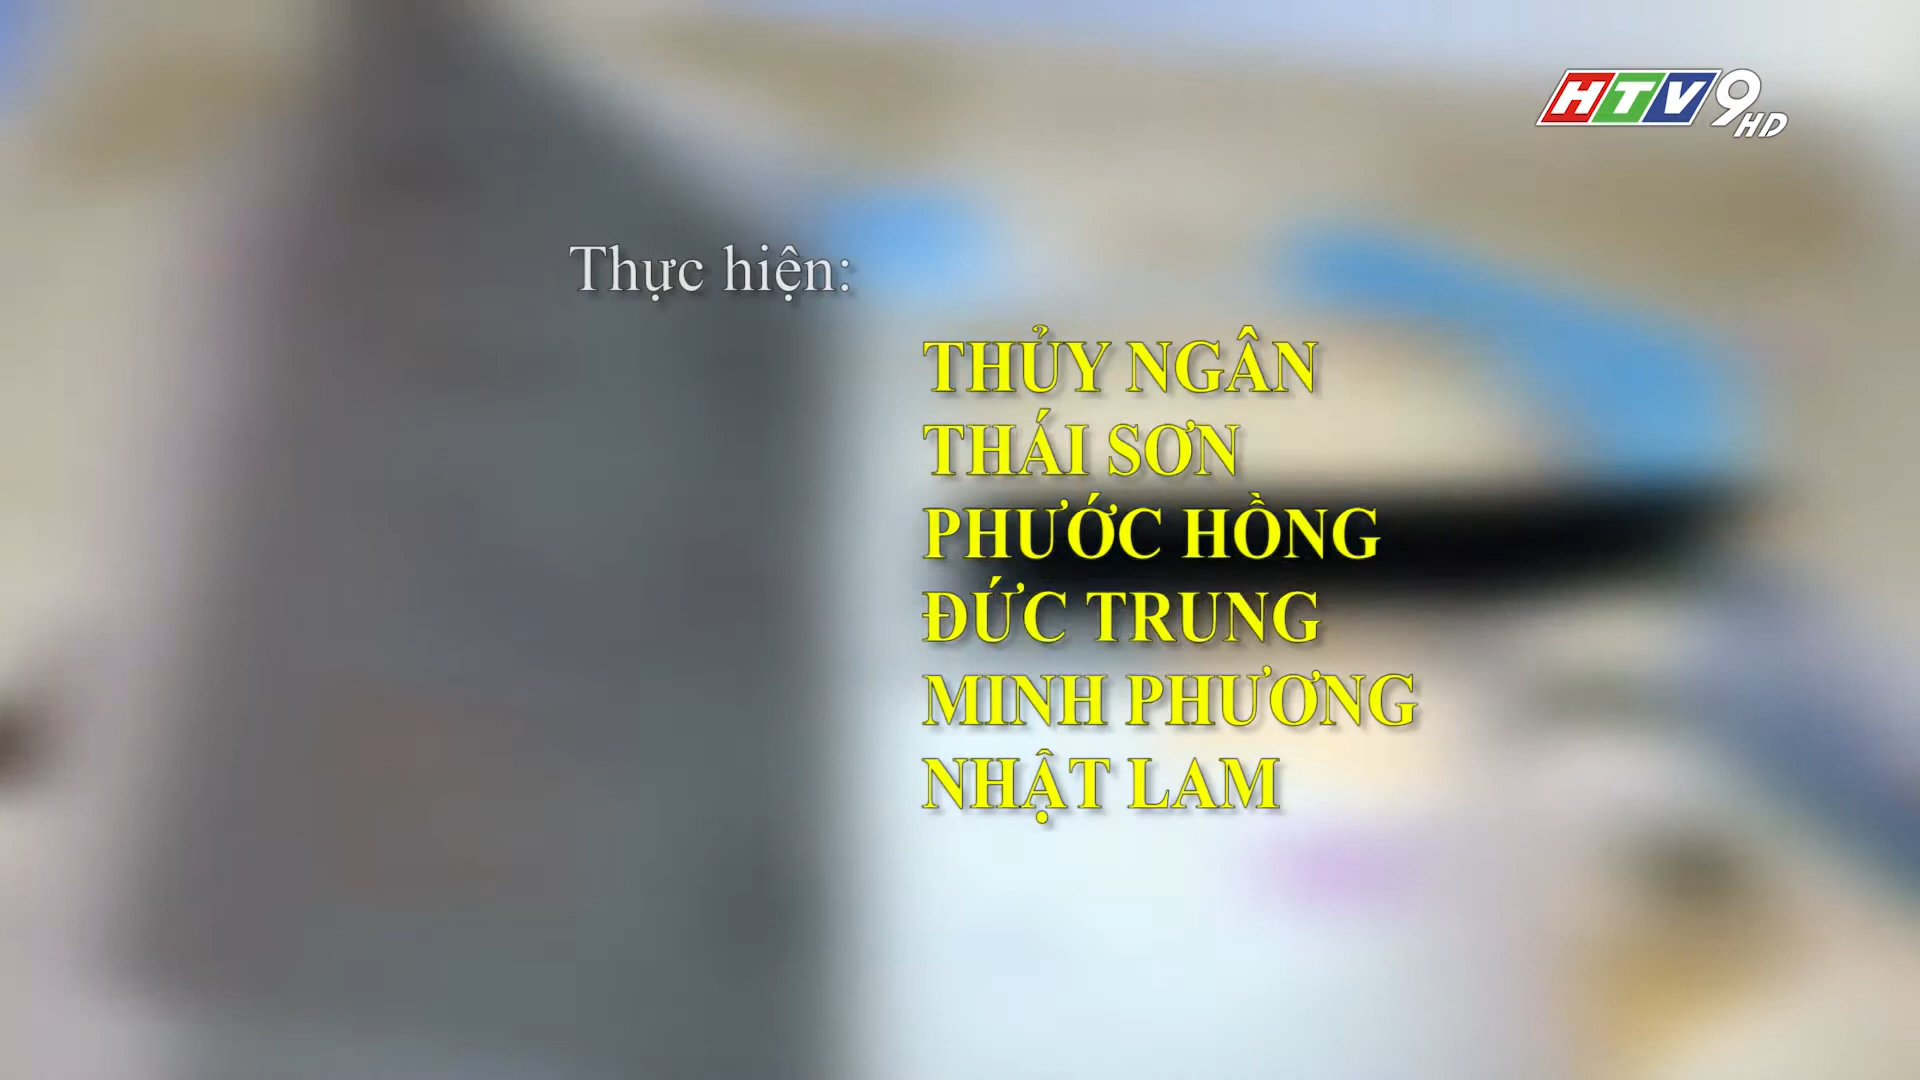 HTV9 HD
Thực hiện:
THỦY NGÂN
THÁI SƠN
PHƯỚC HỒNG
ĐỨC TRUNG
MINH PHƯƠNG
NHẬT LAM